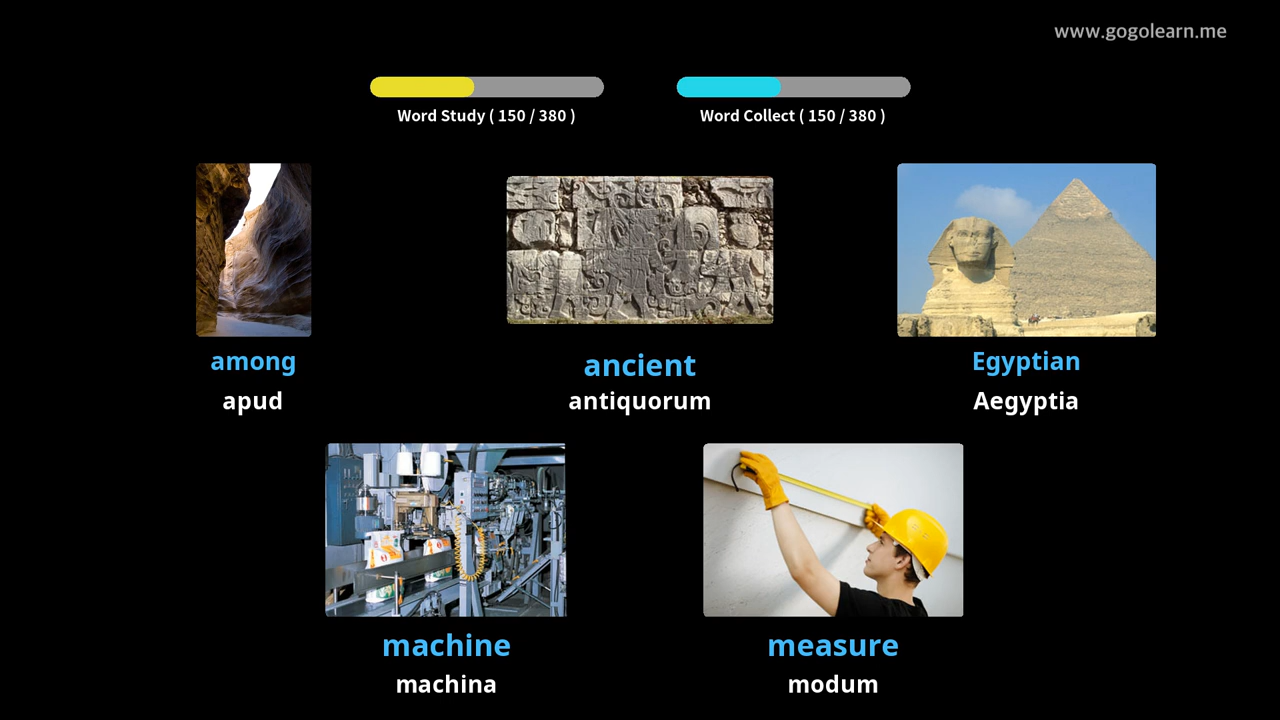 www.gogolearn.me
Word Study ( 150 / 380 )
Word Collect ( 150 / 380 )
among
apud
ancient
antiquorum
Egyptian
Aegyptia
machine
machina
measure
modum